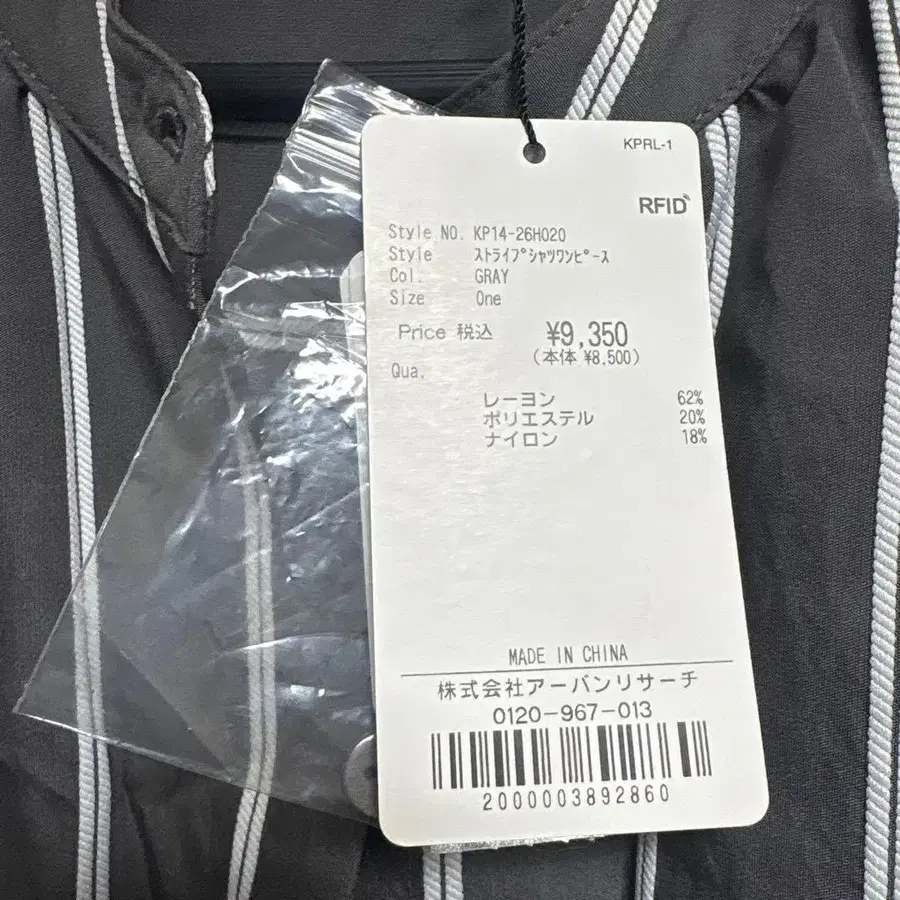 KPRL-1
RFID
Style NO. KP14-26H020
Style ストライプシャツワンピース
Col. GRAY
Size One
Price 税込 ¥9,350
(本体 ¥8,500)
Qua.
レーヨン 62%
ポリエステル 20%
ナイロン 18%
MADE IN CHINA
株式会社アーバンリサーチ
0120-967-013
2000003892860